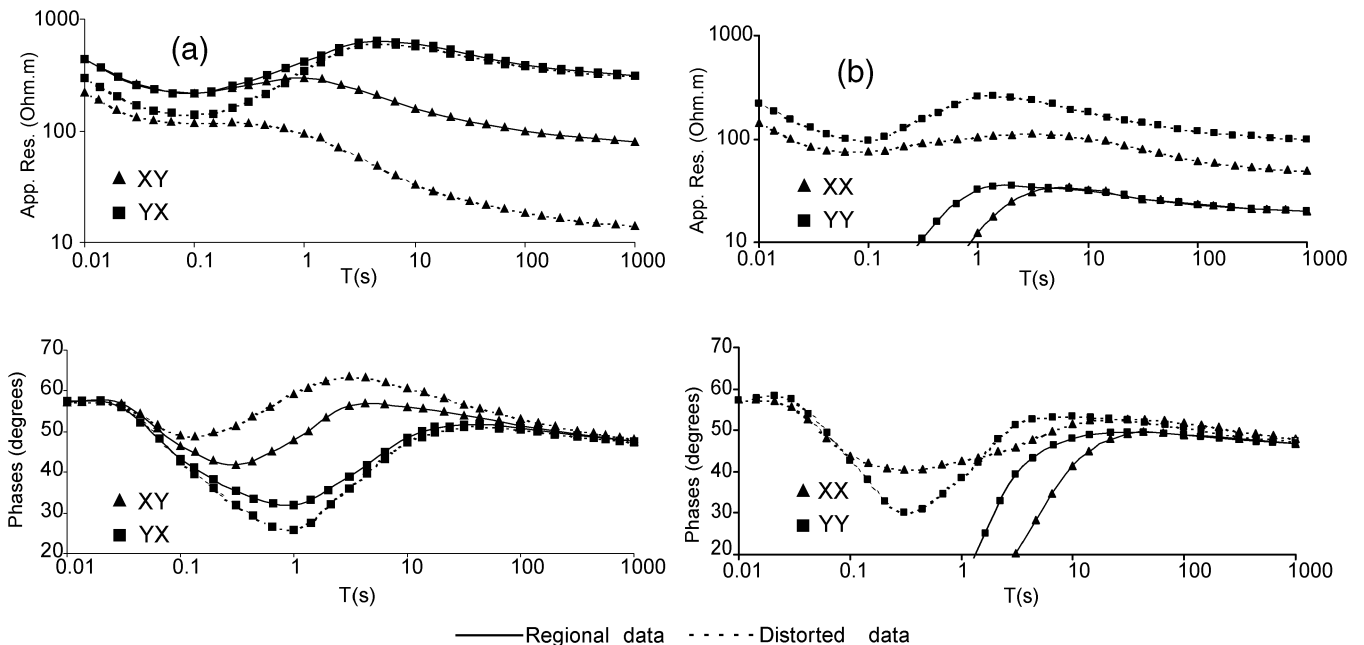 1000
100
10
App. Res. (Ohm.m)
(a)
XY
YX
0.01 0.1 1 10 100 1000
T(s)
1000
100
10
App. Res. (Ohm.m)
(b)
XX
YY
0.01 0.1 1 10 100 1000
T(s)
70
60
50
40
30
20
Phases (degrees)
XY
YX
0.01 0.1 1 10 100 1000
T(s)
70
60
50
40
30
20
Phases (degrees)
XX
YY
0.01 0.1 1 10 100 1000
T(s)
Regional data Distorted data